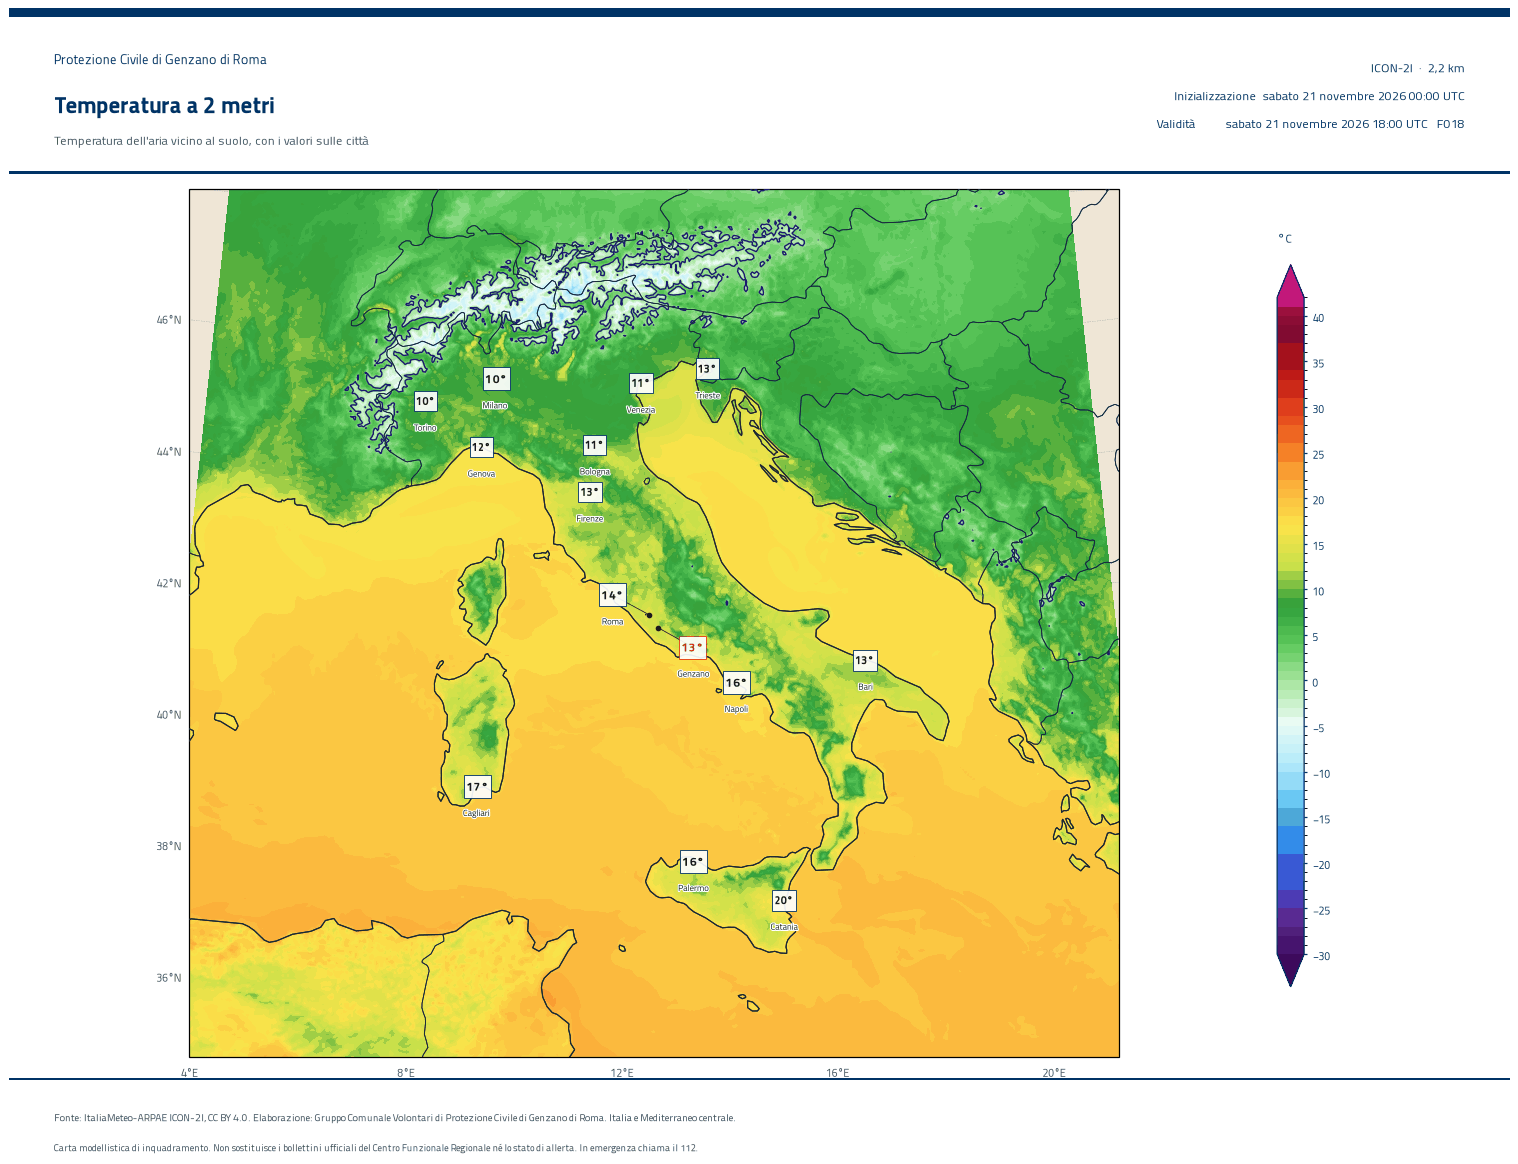 Protezione Civile di Genzano di Roma
Temperatura a 2 metri
Temperatura dell'aria vicino al suolo, con i valori sulle città
ICON-2I · 2,2 km
Inizializzazione sabato 21 novembre 2026 00:00 UTC
Validità sabato 21 novembre 2026 18:00 UTC F018
°C
46°N
44°N
42°N
40°N
38°N
36°N
4°E
8°E
12°E
16°E
20°E
10°
Milano
10°
Torino
11°
Venezia
13°
Trieste
12°
Genova
11°
Bologna
13°
Firenze
14°
Roma
13°
Genzano
16°
Napoli
13°
Bari
17°
Cagliari
16°
Palermo
20°
Catania
40
35
30
25
20
15
10
5
0
−5
−10
−15
−20
−25
−30
Fonte: ItaliaMeteo-ARPAE ICON-2I, CC BY 4.0. Elaborazione: Gruppo Comunale Volontari di Protezione Civile di Genzano di Roma. Italia e Mediterraneo centrale.
Carta modellistica di inquadramento. Non sostituisce i bollettini ufficiali del Centro Funzionale Regionale né lo stato di allerta. In emergenza chiama il 112.